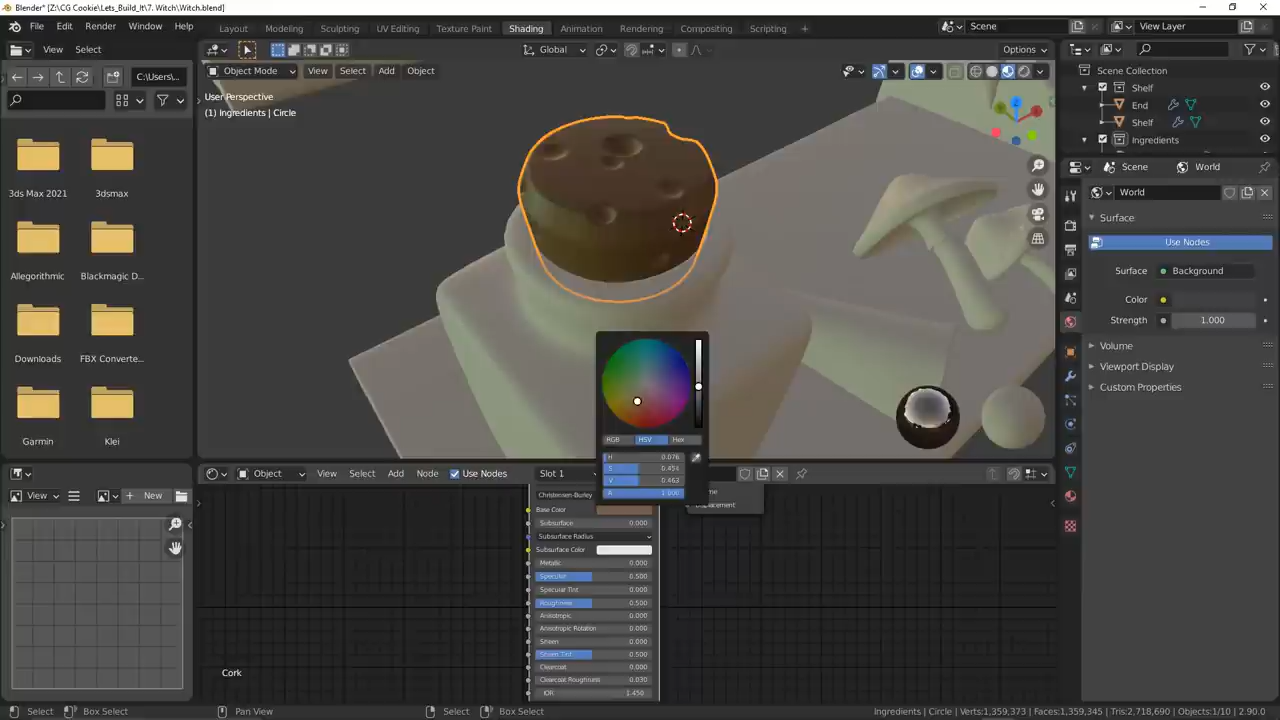 Blender* [Z:\CG Cookie\Lets_Build_It\7. Witch\Witch.blend]
File Edit Render Window Help
Layout Modeling Sculpting UV Editing Texture Paint Shading Animation Rendering Compositing Scripting +
Scene
View Layer
View Select
Global
Options
C:\Users\...
Object Mode View Select Add Object
User Perspective
(1) Ingredients | Circle
3ds Max 2021
3dsmax
Allegorithmic
Blackmagic D...
Downloads
FBX Converte...
Garmin
Klei
Scene Collection
Shelf
End
Shelf
Ingredients
Scene
World
World
Surface
Use Nodes
Surface
Background
Color
Strength
1.000
Volume
Viewport Display
Custom Properties
RGB HSV Hex
H 0.076
S 0.451
V 0.463
Object View Select Add Node Use Nodes Slot 1
View
New
Christensen-Burley
Base Color
Displacement
Subsurface 0.000
Subsurface Radius
Subsurface Color
Metallic 0.000
Specular 0.500
Specular Tint 0.000
Roughness 0.500
Anisotropic 0.000
Anisotropic Rotation 0.000
Sheen 0.000
Sheen Tint 0.500
Clearcoat 0.000
Clearcoat Roughness 0.030
IOR 1.450
Cork
Select Box Select Pan View Select Box Select
Ingredients | Circle Verts:1,359,373 | Faces:1,359,345 | Tris:2,718,690 | Objects:1/10 | 2.90.0